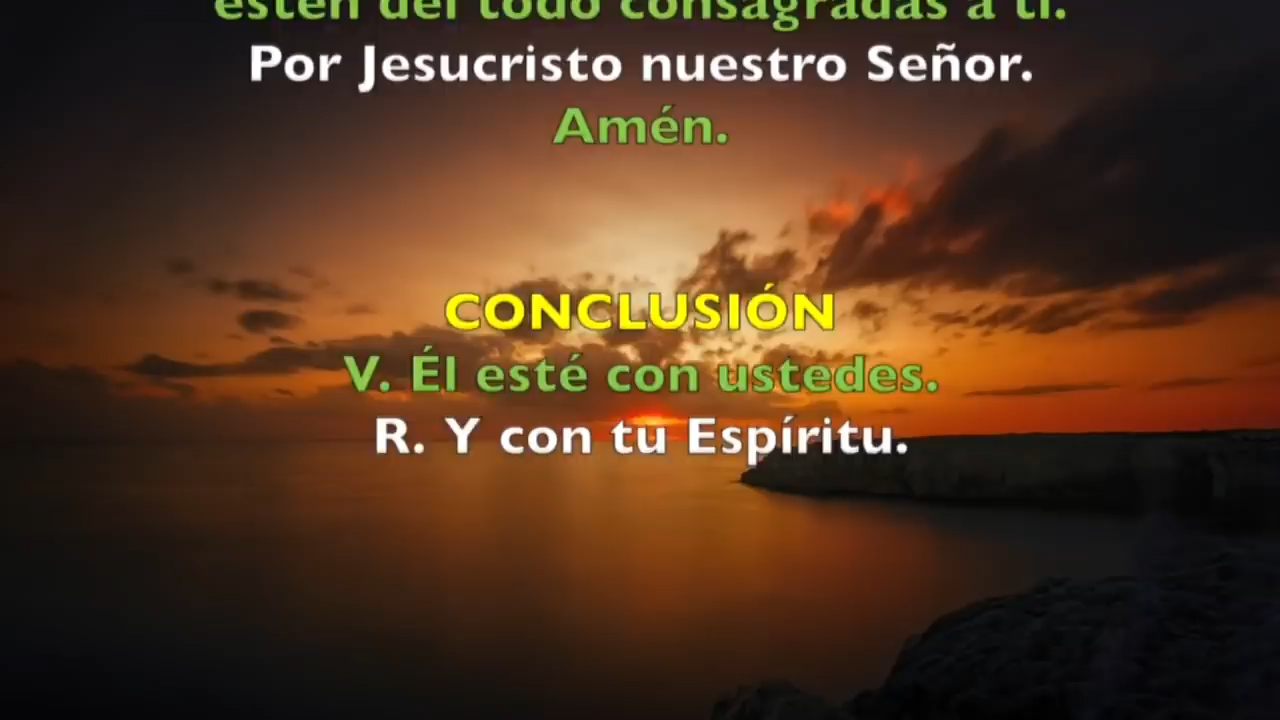 estén del todo consagradas a ti.
Por Jesucristo nuestro Señor.
Amén.
CONCLUSIÓN
V. Él esté con ustedes.
R. Y con tu Espíritu.